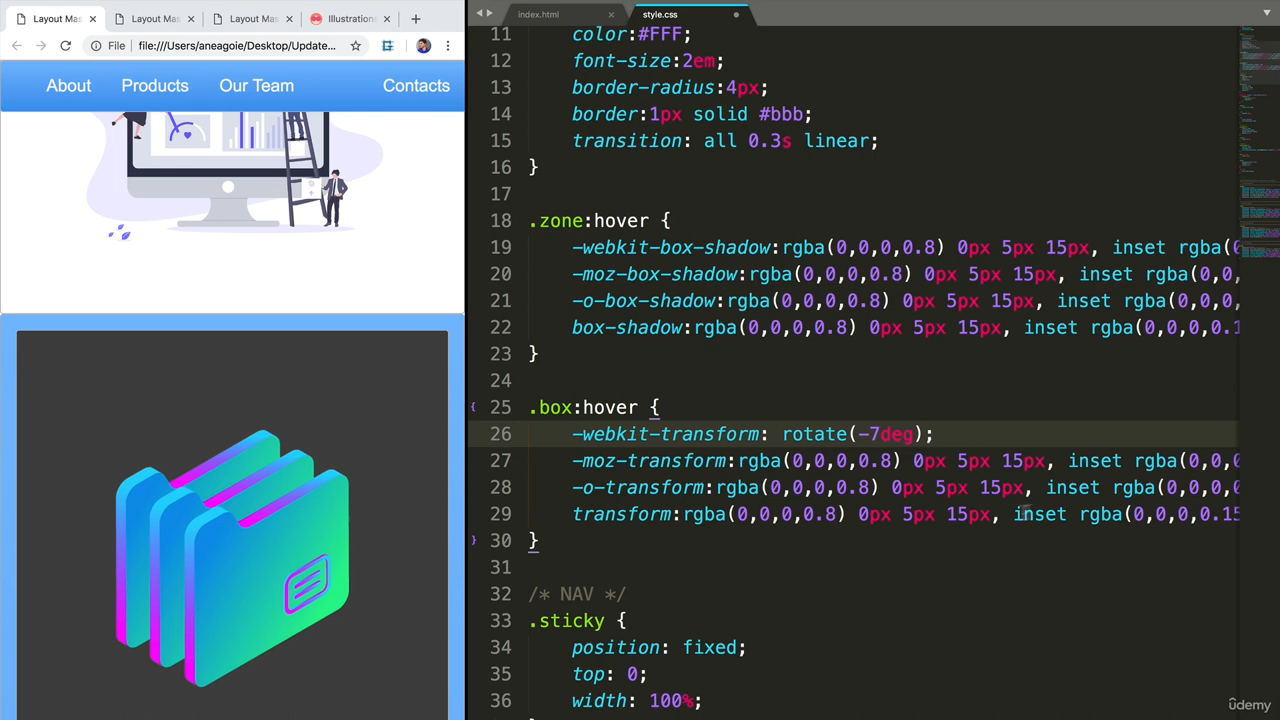 Layout Mas
Layout Mas
Layout Mas
Illustrations
File
file:///Users/aneagoie/Desktop/Update...
About
Products
Our Team
Contacts
index.html
style.css
11 color:#FFF;
12 font-size:2em;
13 border-radius:4px;
14 border:1px solid #bbb;
15 transition: all 0.3s linear;
16 }
17
18 .zone:hover {
19 -webkit-box-shadow:rgba(0,0,0,0.8) 0px 5px 15px, inset rgba(0
20 -moz-box-shadow:rgba(0,0,0,0.8) 0px 5px 15px, inset rgba(0,0,
21 -o-box-shadow:rgba(0,0,0,0.8) 0px 5px 15px, inset rgba(0,0,0,
22 box-shadow:rgba(0,0,0,0.8) 0px 5px 15px, inset rgba(0,0,0,0.1
23 }
24
25 .box:hover {
26 -webkit-transform: rotate(-7deg);
27 -moz-transform:rgba(0,0,0,0.8) 0px 5px 15px, inset rgba(0,0,0
28 -o-transform:rgba(0,0,0,0.8) 0px 5px 15px, inset rgba(0,0,0,0
29 transform:rgba(0,0,0,0.8) 0px 5px 15px, inset rgba(0,0,0,0.15
30 }
31
32 /* NAV */
33 .sticky {
34 position: fixed;
35 top: 0;
36 width: 100%;
ûdemy